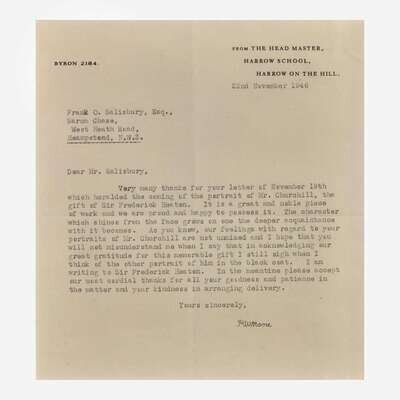 FROM THE HEAD MASTER,
BYRON 2184.
HARROW SCHOOL,
HARROW ON THE HILL.
22nd November 1946
Frank O. Salisbury, Esq.,
Sarum Chase,
West Heath Road,
Hampstead, N.W.3.
Dear Mr. Salisbury,
Very many thanks for your letter of November 19th
which heralded the coming of the portrait of Mr. Churchill, the
gift of Sir Frederick Heaton. It is a great and noble piece
of work and we are proud and happy to possess it. The character
which shines from the face grows on one the deeper acquaintance
with it becomes. As you know, our feelings with regard to your
portraits of Mr. Churchill are not unmixed and I hope that you
will not misunderstand me when I say that in acknowledging our
great gratitude for this memorable gift I still sigh when I
think of the other portrait of him in the black coat. I am
writing to Sir Frederick Heaton. In the meantime please accept
our most cordial thanks for all your goodness and patience in
the matter and your kindness in arranging delivery.
Yours sincerely,